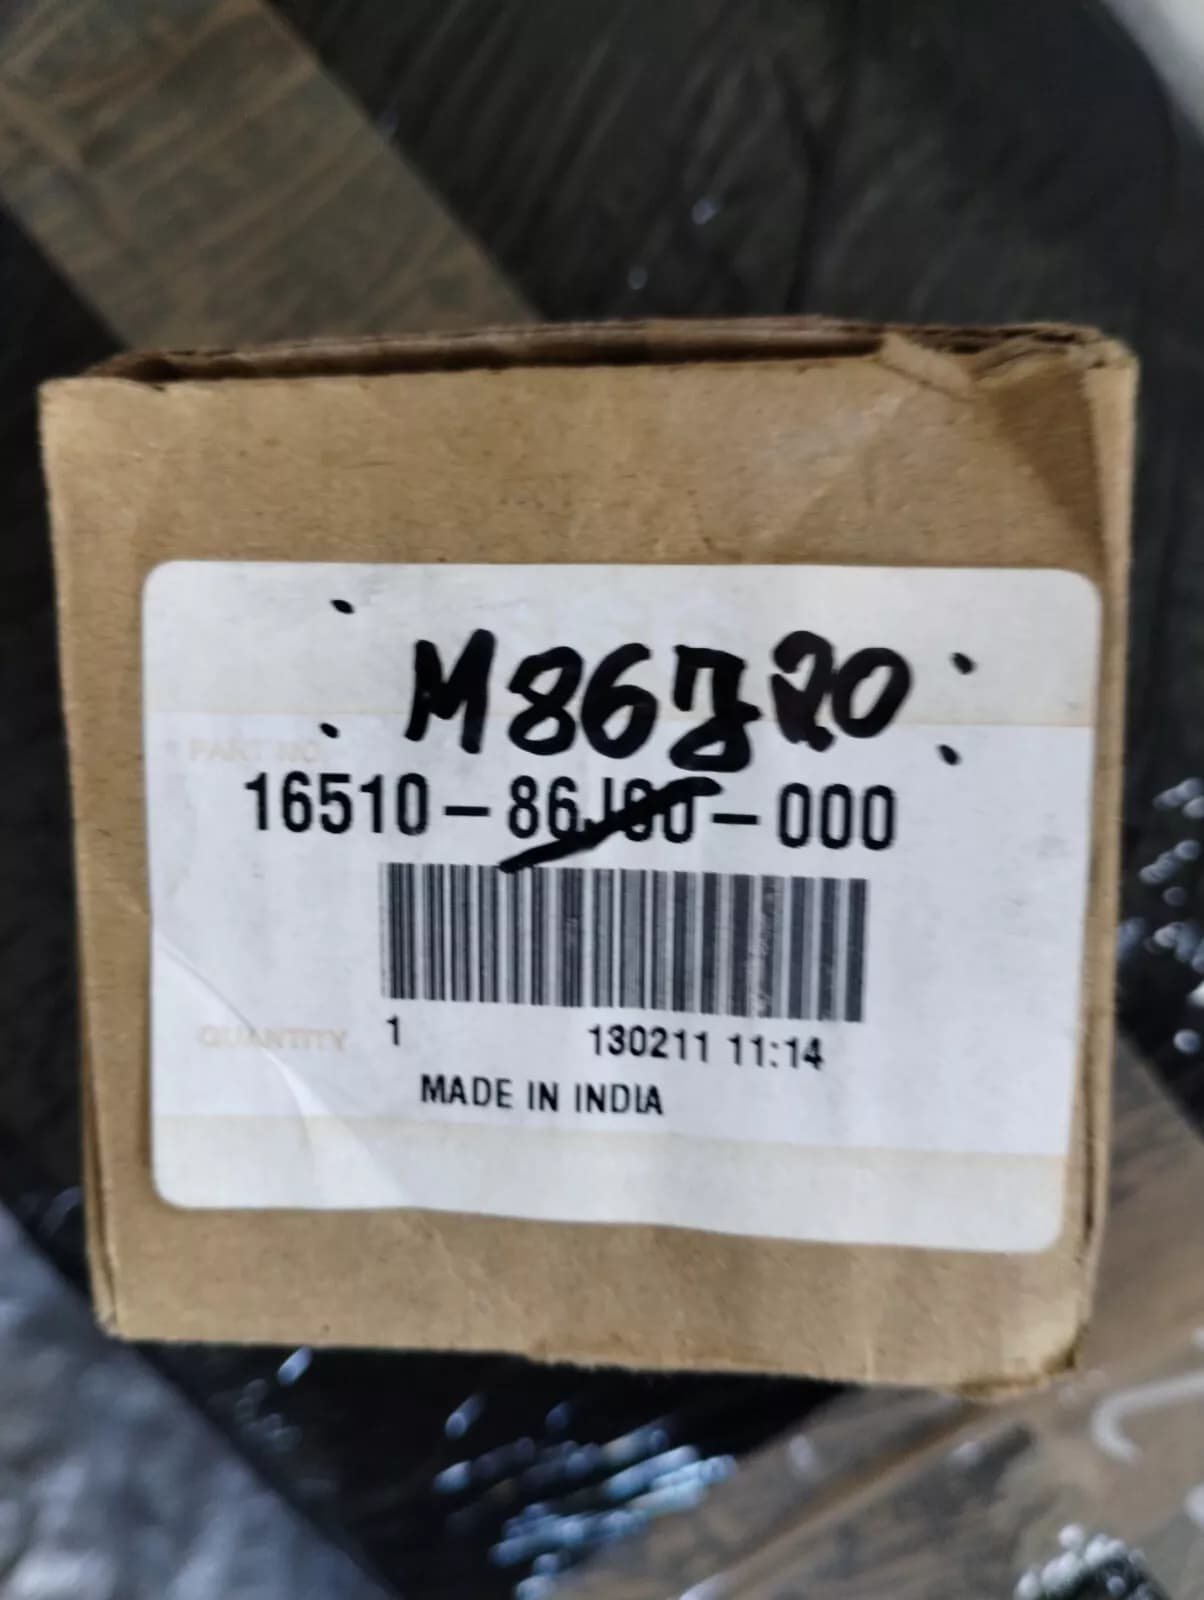 M86J20
PART NO.
16510-86J00-000
QUANTITY 1 130211 11:14
MADE IN INDIA